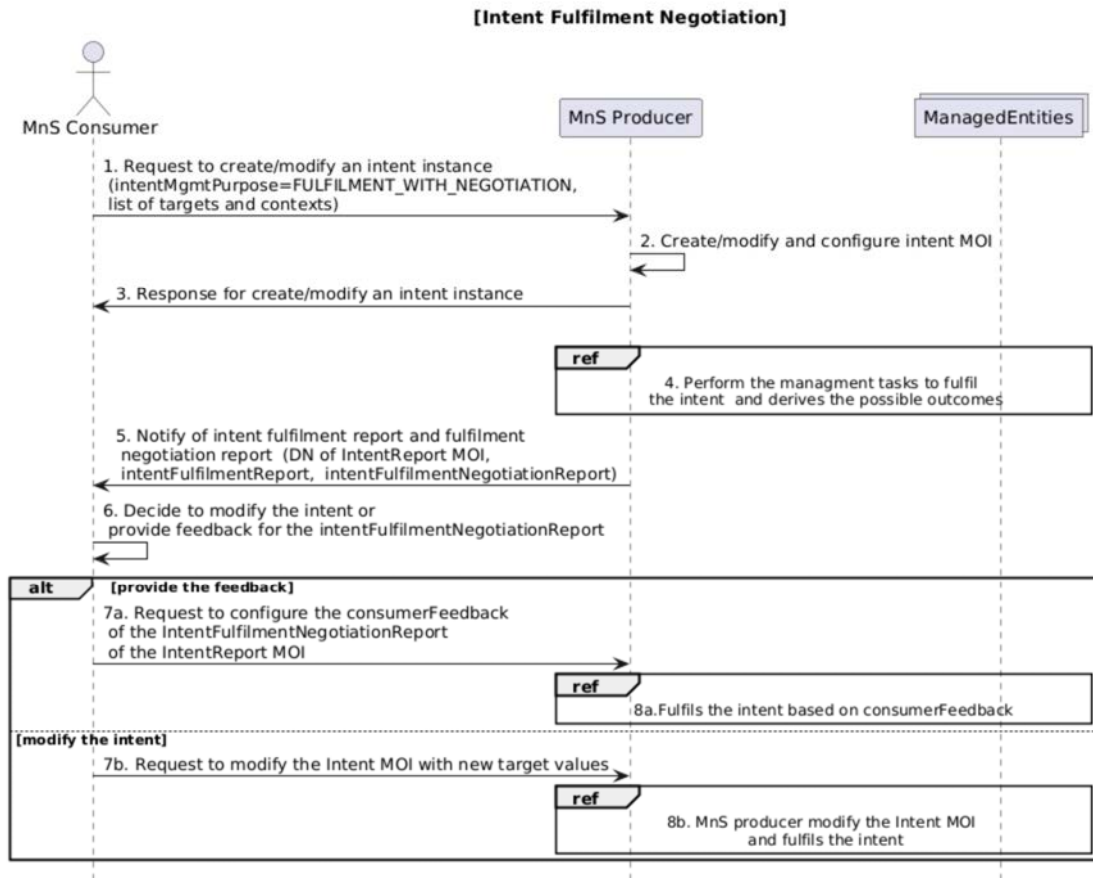 [Intent Fulfilment Negotiation]
MnS Consumer
MnS Producer
ManagedEntities
1. Request to create/modify an intent instance
(intentMgmtPurpose=FULFILMENT_WITH_NEGOTIATION,
list of targets and contexts)
2. Create/modify and configure intent MOI
3. Response for create/modify an intent instance
ref
4. Perform the managment tasks to fulfil
the intent and derives the possible outcomes
5. Notify of intent fulfilment report and fulfilment
negotiation report (DN of IntentReport MOI,
intentFulfilmentReport, intentFulfilmentNegotiationReport)
6. Decide to modify the intent or
provide feedback for the intentFulfilmentNegotiationReport
alt
[provide the feedback]
7a. Request to configure the consumerFeedback
of the IntentFulfilmentNegotiationReport
of the IntentReport MOI
ref
8a.Fulfils the intent based on consumerFeedback
[modify the intent]
7b. Request to modify the Intent MOI with new target values
ref
8b. MnS producer modify the Intent MOI
and fulfils the intent